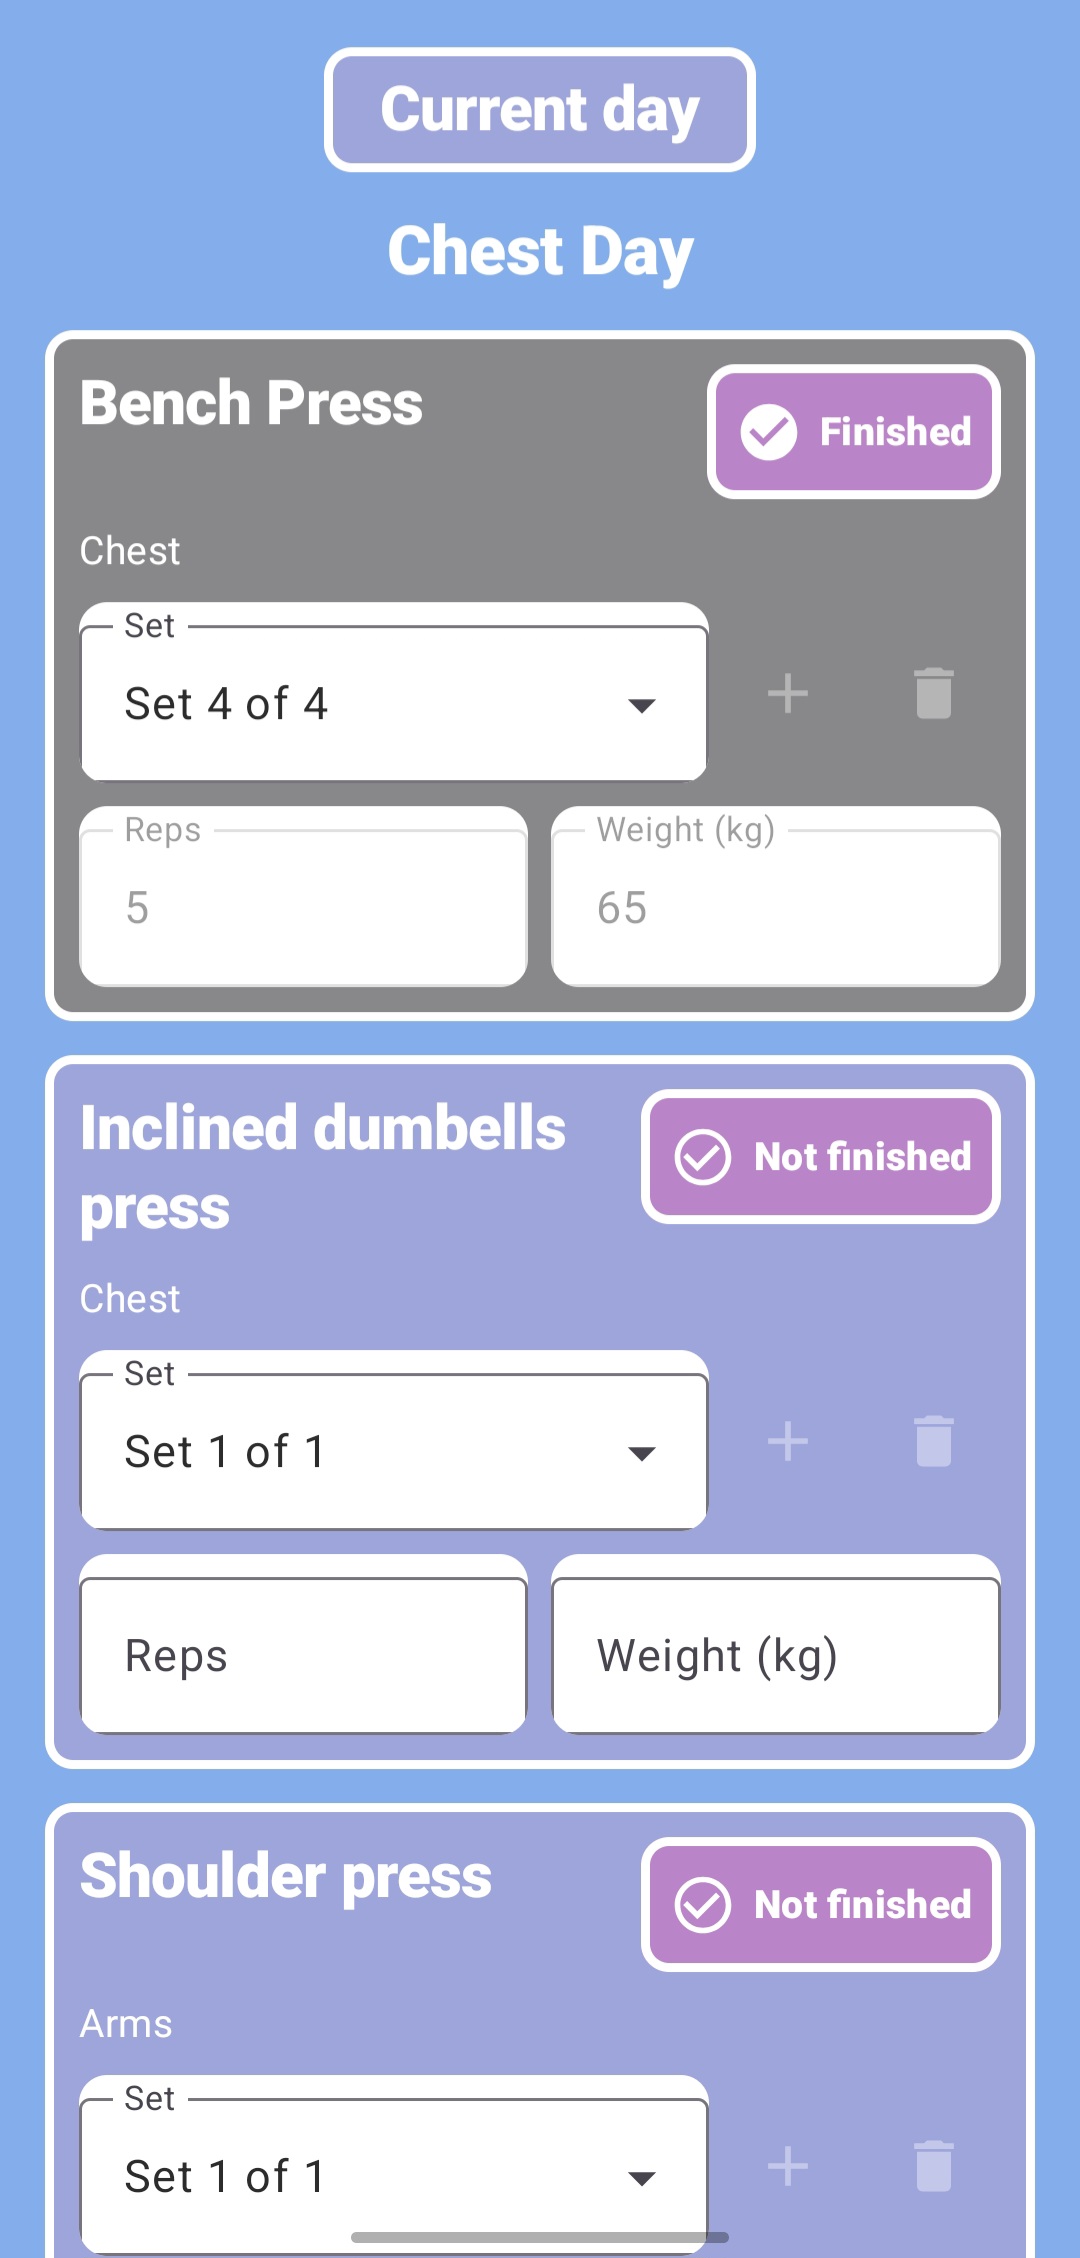 Current day
Chest Day
Bench Press
Finished
Chest
Set
Set 4 of 4
Reps
Weight (kg)
5
65
Inclined dumbells
press
Not finished
Chest
Set
Set 1 of 1
Reps
Weight (kg)
Shoulder press
Not finished
Arms
Set
Set 1 of 1